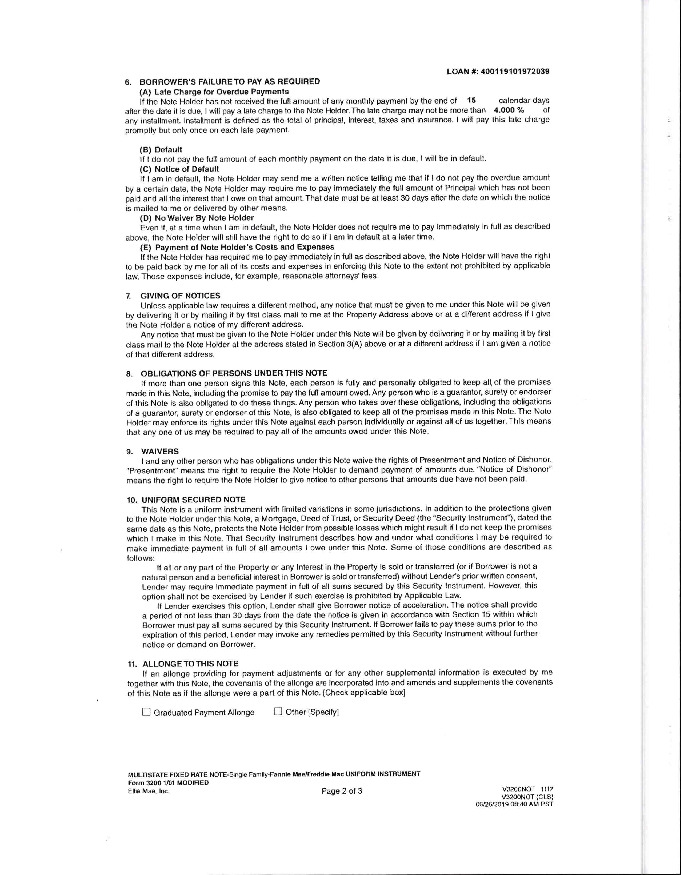 LOAN #: 400119101972039
6. BORROWER'S FAILURE TO PAY AS REQUIRED
(A) Late Charge for Overdue Payments
If the Note Holder has not received the full amount of any monthly payment by the end of 15 calendar days
after the date it is due, I will pay a late charge to the Note Holder. The late charge may not be more than 4.000 % of
any installment. Installment is defined as the total of principal, interest, taxes and insurance. I will pay this late charge
promptly but only once on each late payment.
(B) Default
If I do not pay the full amount of each monthly payment on the date it is due, I will be in default.
(C) Notice of Default
If I am in default, the Note Holder may send me a written notice telling me that if I do not pay the overdue amount
by a certain date, the Note Holder may require me to pay immediately the full amount of Principal which has not been
paid and all the interest that I owe on that amount. That date must be at least 30 days after the date on which the notice
is mailed to me or delivered by other means.
(D) No Waiver By Note Holder
Even if, at a time when I am in default, the Note Holder does not require me to pay immediately in full as described
above, the Note Holder will still have the right to do so if I am in default at a later time.
(E) Payment of Note Holder's Costs and Expenses
If the Note Holder has required me to pay immediately in full as described above, the Note Holder will have the right
to be paid back by me for all of its costs and expenses in enforcing this Note to the extent not prohibited by applicable
law. Those expenses include, for example, reasonable attorneys' fees.
7. GIVING OF NOTICES
Unless applicable law requires a different method, any notice that must be given to me under this Note will be given
by delivering it or by mailing it by first class mail to me at the Property Address above or at a different address if I give
the Note Holder a notice of my different address.
Any notice that must be given to the Note Holder under this Note will be given by delivering it or by mailing it by first
class mail to the Note Holder at the address stated in Section 3(A) above or at a different address if I am given a notice
of that different address.
8. OBLIGATIONS OF PERSONS UNDER THIS NOTE
If more than one person signs this Note, each person is fully and personally obligated to keep all of the promises
made in this Note, including the promise to pay the full amount owed. Any person who is a guarantor, surety or endorser
of this Note is also obligated to do these things. Any person who takes over these obligations, including the obligations
of a guarantor, surety or endorser of this Note, is also obligated to keep all of the promises made in this Note. The Note
Holder may enforce its rights under this Note against each person individually or against all of us together. This means
that any one of us may be required to pay all of the amounts owed under this Note.
9. WAIVERS
I and any other person who has obligations under this Note waive the rights of Presentment and Notice of Dishonor.
"Presentment" means the right to require the Note Holder to demand payment of amounts due. "Notice of Dishonor"
means the right to require the Note Holder to give notice to other persons that amounts due have not been paid.
10. UNIFORM SECURED NOTE
This Note is a uniform instrument with limited variations in some jurisdictions. In addition to the protections given
to the Note Holder under this Note, a Mortgage, Deed of Trust, or Security Deed (the "Security Instrument"), dated the
same date as this Note, protects the Note Holder from possible losses which might result if I do not keep the promises
which I make in this Note. That Security Instrument describes how and under what conditions I may be required to
make immediate payment in full of all amounts I owe under this Note. Some of those conditions are described as
follows:
If all or any part of the Property or any Interest in the Property is sold or transferred (or if Borrower is not a
natural person and a beneficial interest in Borrower is sold or transferred) without Lender's prior written consent,
Lender may require immediate payment in full of all sums secured by this Security Instrument. However, this
option shall not be exercised by Lender if such exercise is prohibited by Applicable Law.
If Lender exercises this option, Lender shall give Borrower notice of acceleration. The notice shall provide
a period of not less than 30 days from the date the notice is given in accordance with Section 15 within which
Borrower must pay all sums secured by this Security Instrument. If Borrower fails to pay these sums prior to the
expiration of this period, Lender may invoke any remedies permitted by this Security Instrument without further
notice or demand on Borrower.
11. ALLONGE TO THIS NOTE
If an allonge providing for payment adjustments or for any other supplemental information is executed by me
together with this Note, the covenants of the allonge are incorporated into and amends and supplements the covenants
of this Note as if the allonge were a part of this Note. [Check applicable box]
☐ Graduated Payment Allonge ☐ Other [Specify]
MULTISTATE FIXED RATE NOTE-Single Family-Fannie Mae/Freddie Mac UNIFORM INSTRUMENT
Form 3200 1/01 MODIFIED
Ellie Mae, Inc.
Page 2 of 3
V3200NOT 1112
V3200NOT (CLS)
06/26/2019 08:40 AM PST